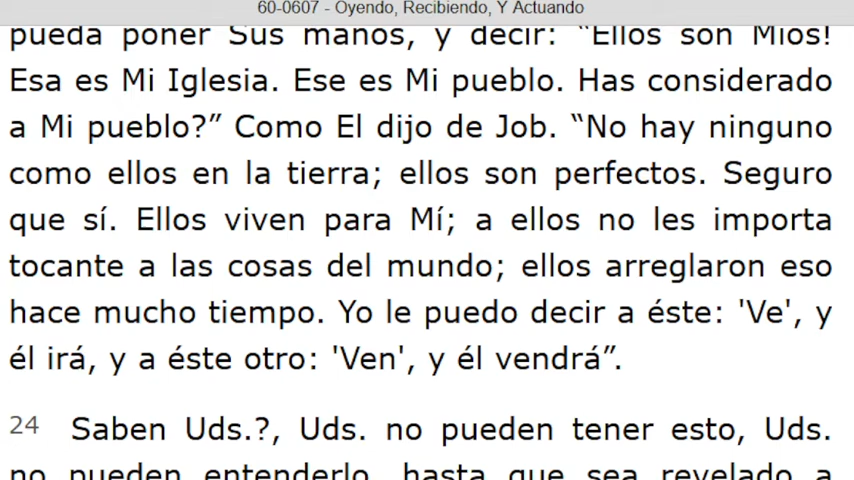 60-0607 - Oyendo, Recibiendo, Y Actuando
pueda poner Sus manos, y decir: “Ellos son Míos!
Esa es Mi Iglesia. Ese es Mi pueblo. Has considerado
a Mi pueblo?” Como El dijo de Job. “No hay ninguno
como ellos en la tierra; ellos son perfectos. Seguro
que sí. Ellos viven para Mí; a ellos no les importa
tocante a las cosas del mundo; ellos arreglaron eso
hace mucho tiempo. Yo le puedo decir a éste: 'Ve', y
él irá, y a éste otro: 'Ven', y él vendrá”.
24 Saben Uds.?, Uds. no pueden tener esto, Uds.
no pueden entenderlo, hasta que sea revelado a